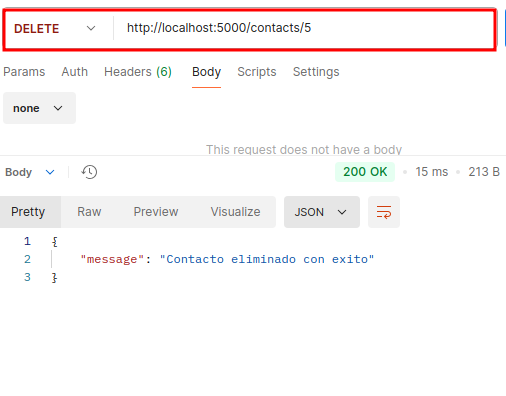 DELETE http://localhost:5000/contacts/5
Params Auth Headers (6) Body Scripts Settings
none
This request does not have a body
Body 200 OK • 15 ms • 213 B
Pretty Raw Preview Visualize JSON
1 {
2 "message": "Contacto eliminado con exito"
3 }